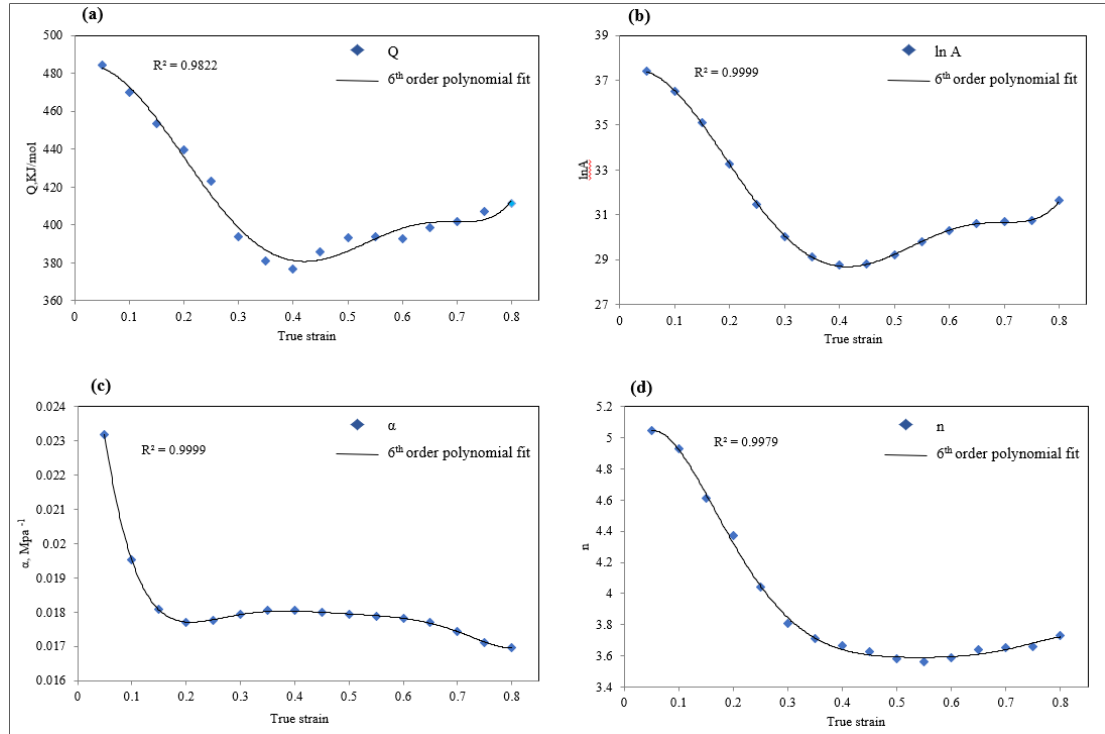 (a)
500
480
460
440
420
400
380
360
Q,KJ/mol
R² = 0.9822
Q
6th order polynomial fit
0 0.1 0.2 0.3 0.4 0.5 0.6 0.7 0.8
True strain
(b)
39
37
35
33
31
29
27
lnA
R² = 0.9999
ln A
6th order polynomial fit
0 0.1 0.2 0.3 0.4 0.5 0.6 0.7 0.8
True strain
(c)
0.024
0.023
0.022
0.021
0.02
0.019
0.018
0.017
0.016
α, Mpa -1
R² = 0.9999
α
6th order polynomial fit
0 0.1 0.2 0.3 0.4 0.5 0.6 0.7 0.8
True strain
(d)
5.2
5
4.8
4.6
4.4
4.2
4
3.8
3.6
3.4
n
R² = 0.9979
n
6th order polynomial fit
0 0.1 0.2 0.3 0.4 0.5 0.6 0.7 0.8
True strain